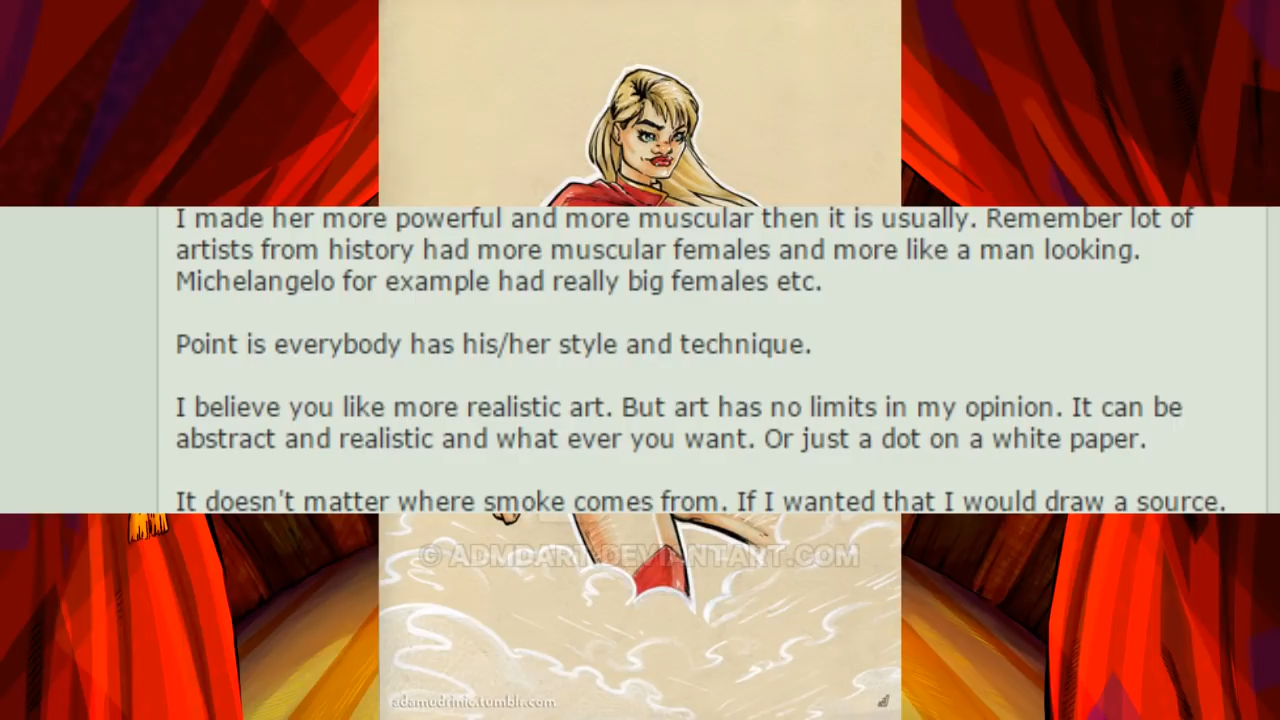 I made her more powerful and more muscular then it is usually. Remember lot of
artists from history had more muscular females and more like a man looking.
Michelangelo for example had really big females etc.
Point is everybody has his/her style and technique.
I believe you like more realistic art. But art has no limits in my opinion. It can be
abstract and realistic and what ever you want. Or just a dot on a white paper.
It doesn't matter where smoke comes from. If I wanted that I would draw a source.
© ADMDART.DEVIANTART.COM
adamudrinic.tumblr.com